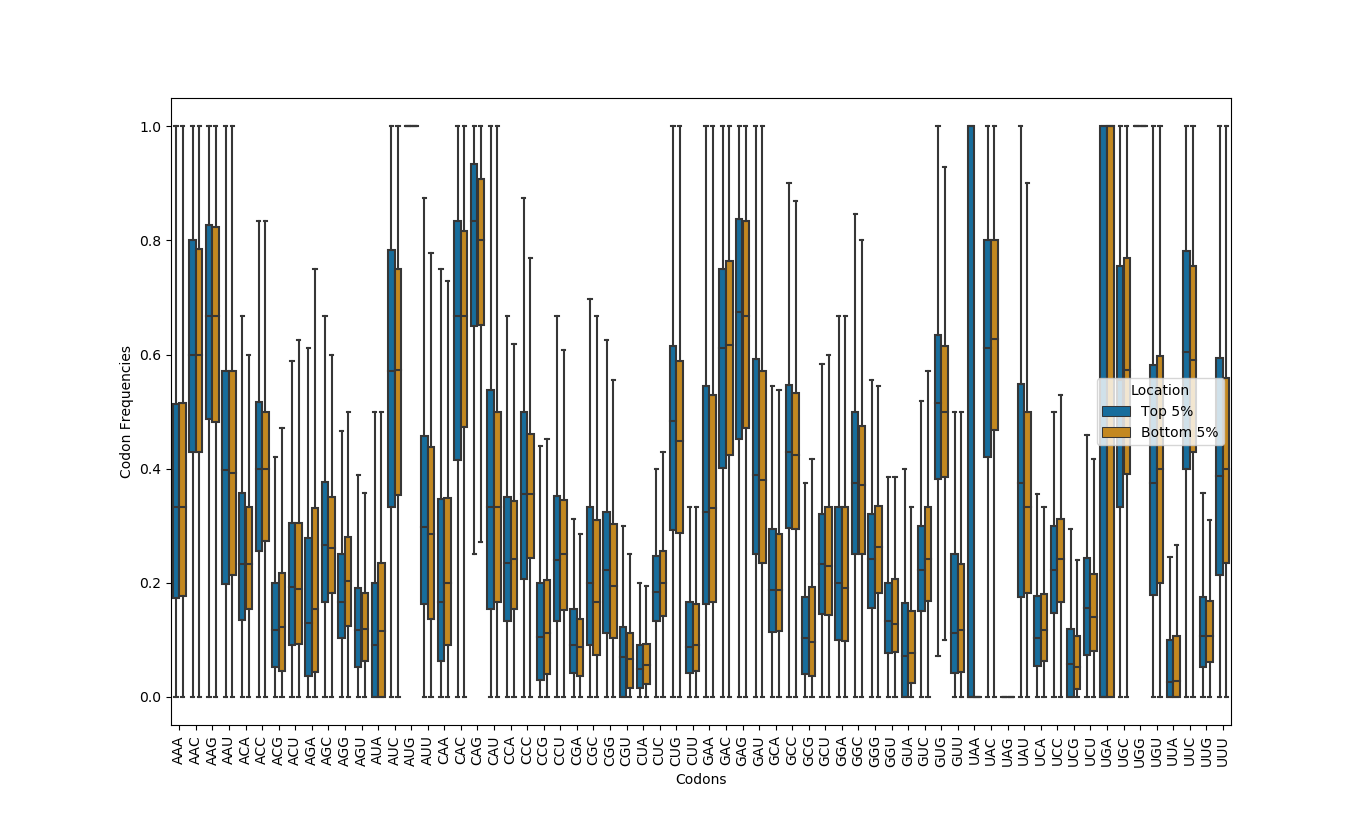 1.0
0.8
0.6
0.4
0.2
0.0
Codon Frequencies
Location
Top 5%
Bottom 5%
AAA AAC AAG AAU ACA ACC ACG ACU AGA AGC AGG AGU AUA AUC AUG AUU CAA CAC CAG CAU CCA CCC CCG CCU CGA CGC CGG CGU CUA CUC CUG CUU GAA GAC GAG GAU GCA GCC GCG GCU GGA GGC GGG GGU GUA GUC GUG GUU UAA UAC UAG UAU UCA UCC UCG UCU UGA UGC UGG UGU UUA UUC UUG UUU
Codons